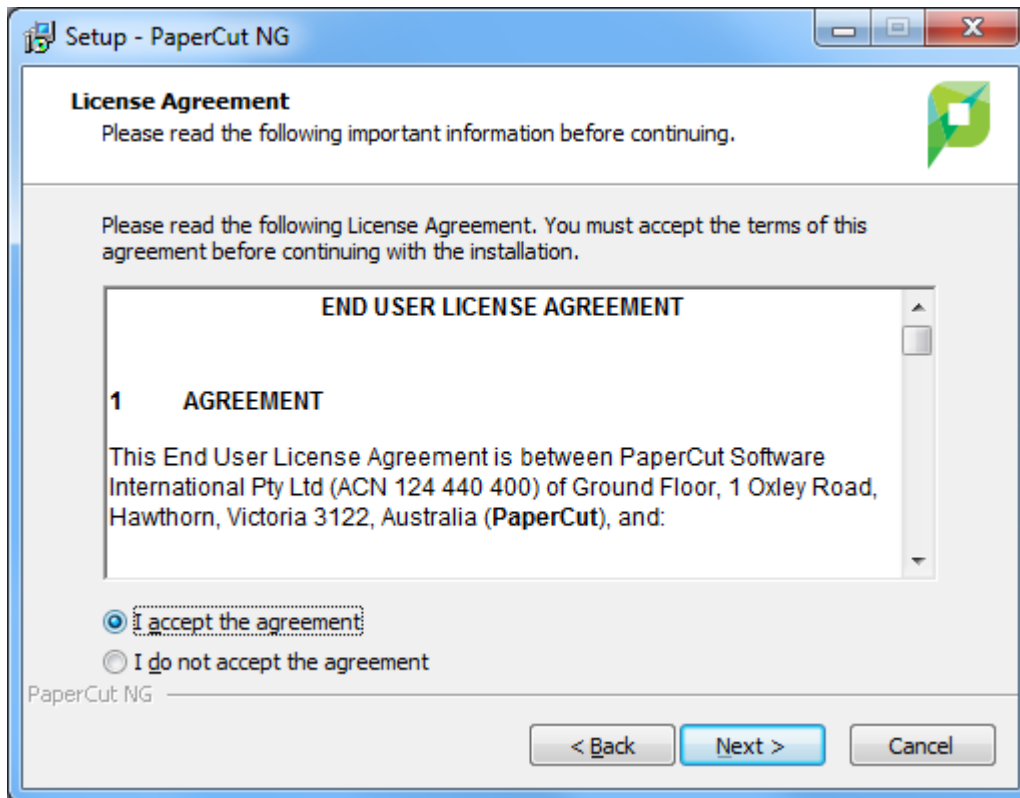 Setup - PaperCut NG
License Agreement
Please read the following important information before continuing.
Please read the following License Agreement. You must accept the terms of this
agreement before continuing with the installation.
END USER LICENSE AGREEMENT
1 AGREEMENT
This End User License Agreement is between PaperCut Software
International Pty Ltd (ACN 124 440 400) of Ground Floor, 1 Oxley Road,
Hawthorn, Victoria 3122, Australia (PaperCut), and:
I accept the agreement
I do not accept the agreement
PaperCut NG
< Back Next > Cancel